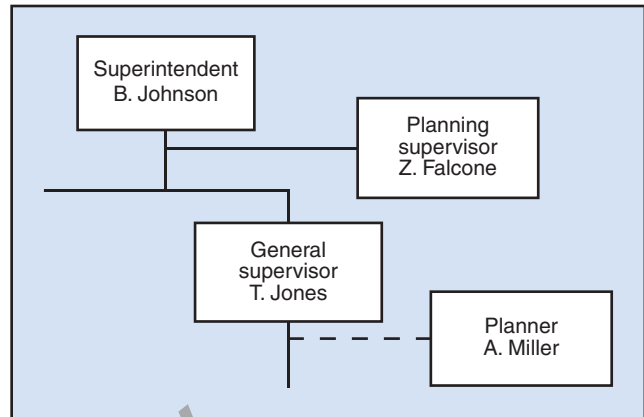 Superintendent
B. Johnson
Planning
supervisor
Z. Falcone
General
supervisor
T. Jones
Planner
A. Miller